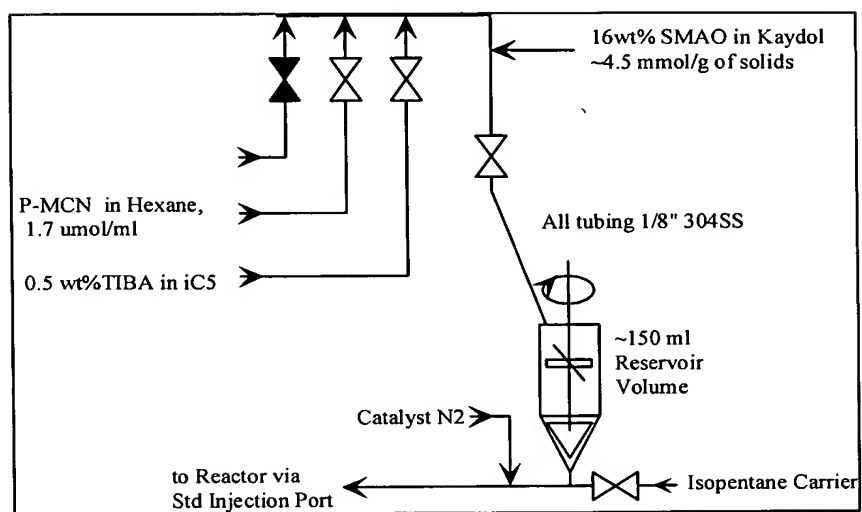 16wt% SMAO in Kaydol
~4.5 mmol/g of solids
P-MCN in Hexane,
1.7 umol/ml
All tubing 1/8" 304SS
0.5 wt%TIBA in iC5
~150 ml
Reservoir
Volume
Catalyst N2
to Reactor via
Std Injection Port
Isopentane Carrier